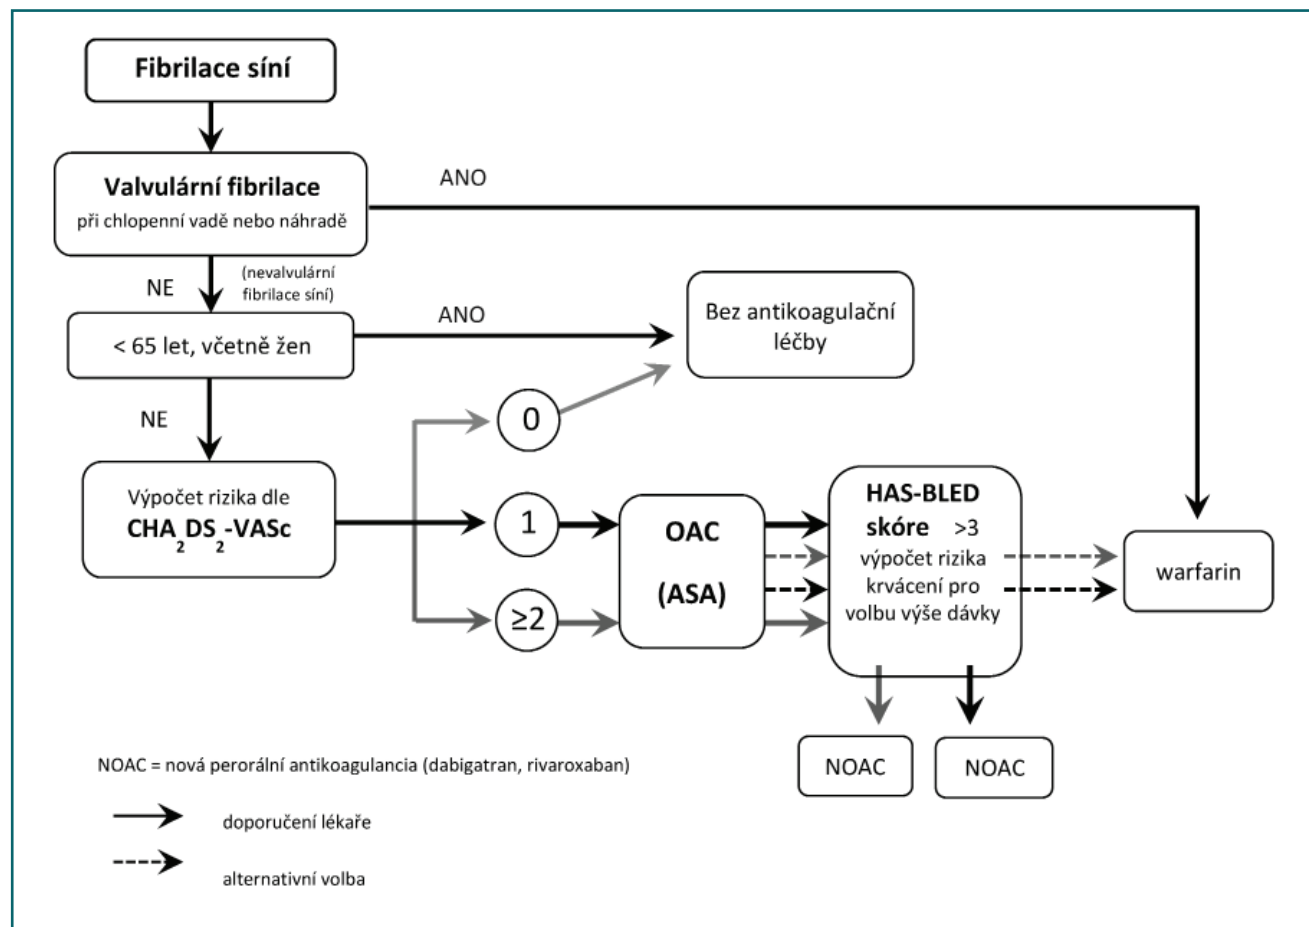 Fibrilace síní
Valvulární fibrilace
při chlopenní vadě nebo náhradě
ANO
NE
(nevalvulární
fibrilace síní)
< 65 let, včetně žen
ANO
Bez antikoagulační
léčby
NE
0
Výpočet rizika dle
CHA2DS2-VASc
1
≥2
OAC
(ASA)
HAS-BLED
skóre >3
výpočet rizika
krvácení pro
volbu výše dávky
warfarin
NOAC
NOAC
NOAC = nová perorální antikoagulancia (dabigatran, rivaroxaban)
doporučení lékaře
alternativní volba